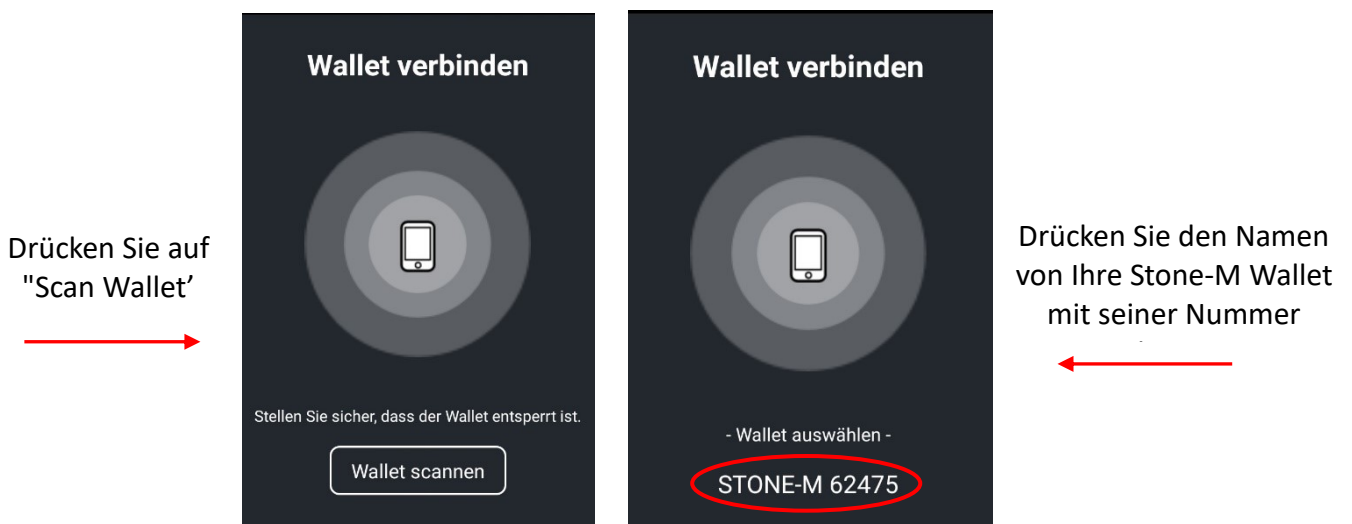 Drücken Sie auf
"Scan Wallet’
Wallet verbinden
Stellen Sie sicher, dass der Wallet entsperrt ist.
Wallet scannen
Wallet verbinden
- Wallet auswählen -
STONE-M 62475
Drücken Sie den Namen
von Ihre Stone-M Wallet
mit seiner Nummer